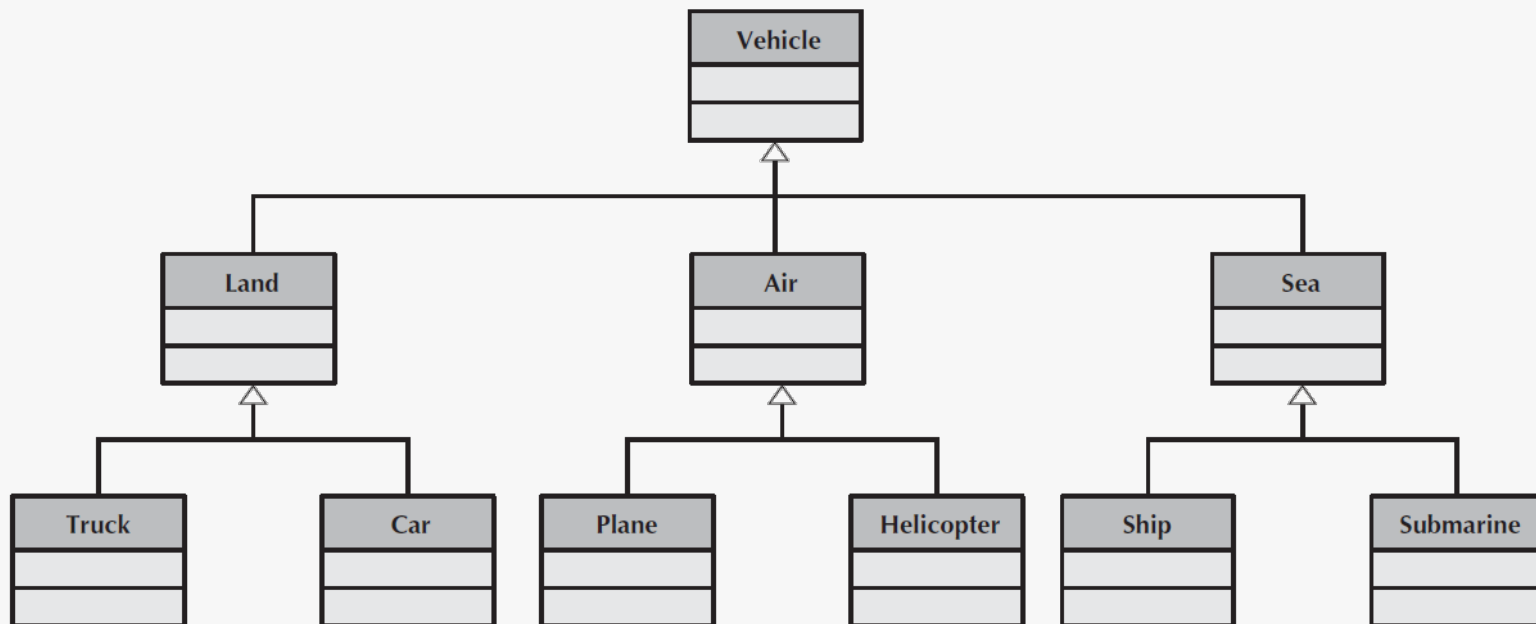 Vehicle
Land
Air
Sea
Truck
Car
Plane
Helicopter
Ship
Submarine